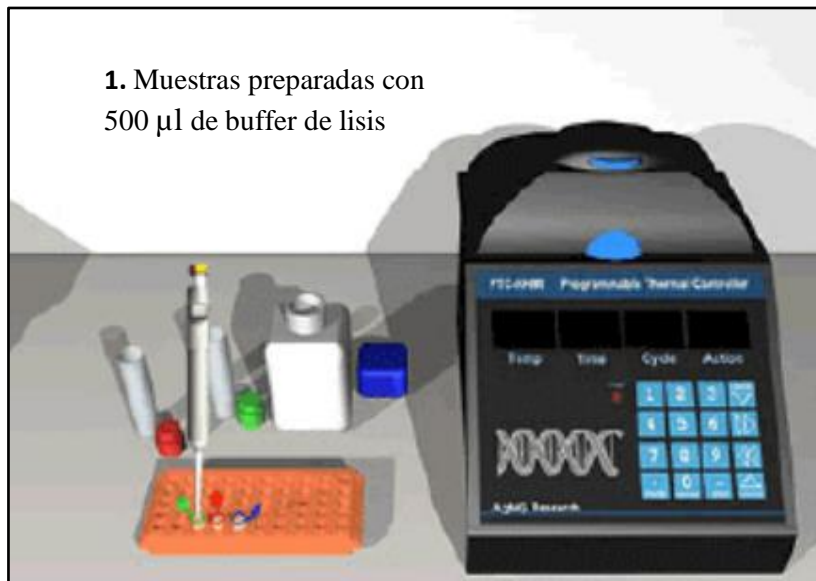 1. Muestras preparadas con
500 µl de buffer de lisis
Programmable Thermal Controller
Temp Time Cycle Action
1 2 3
4 5 6
7 8 9
0
Research